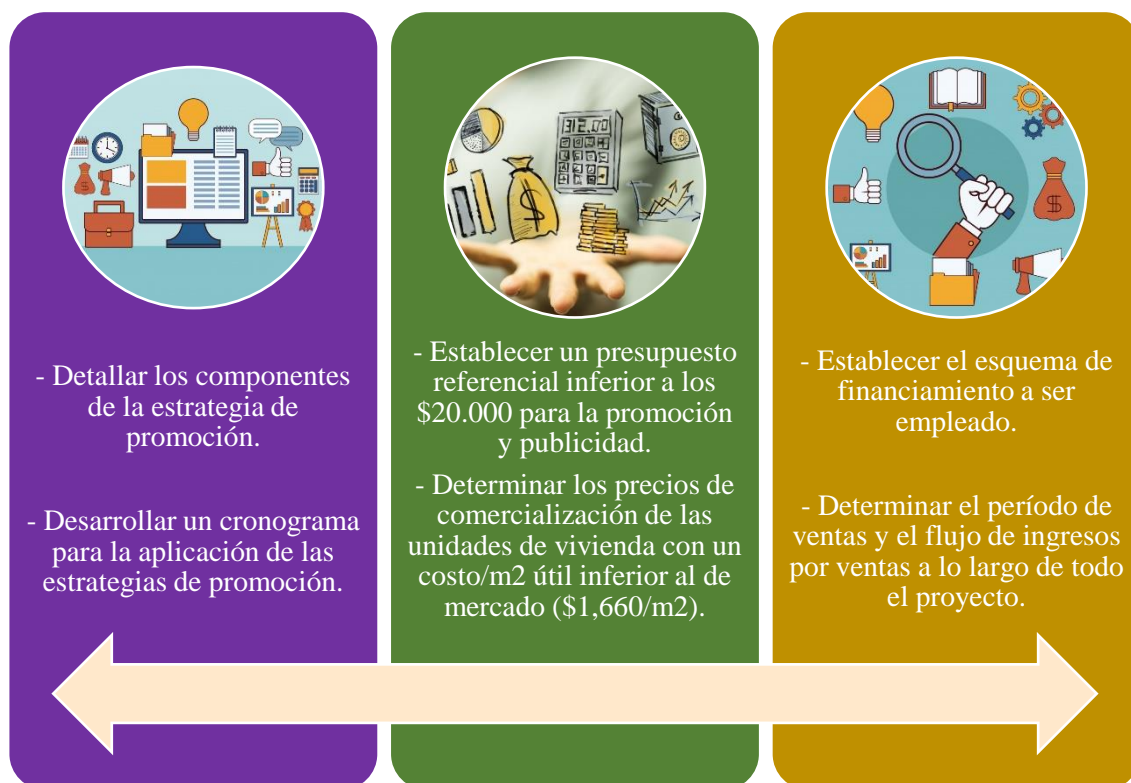 - Detallar los componentes
de la estrategia de
promoción.
- Desarrollar un cronograma
para la aplicación de las
estrategias de promoción.
312.00
$
- Establecer un presupuesto
referencial inferior a los
$20.000 para la promoción
y publicidad.
- Determinar los precios de
comercialización de las
unidades de vivienda con un
costo/m2 útil inferior al de
mercado ($1,660/m2).
$
- Establecer el esquema de
financiamiento a ser
empleado.
- Determinar el período de
ventas y el flujo de ingresos
por ventas a lo largo de todo
el proyecto.